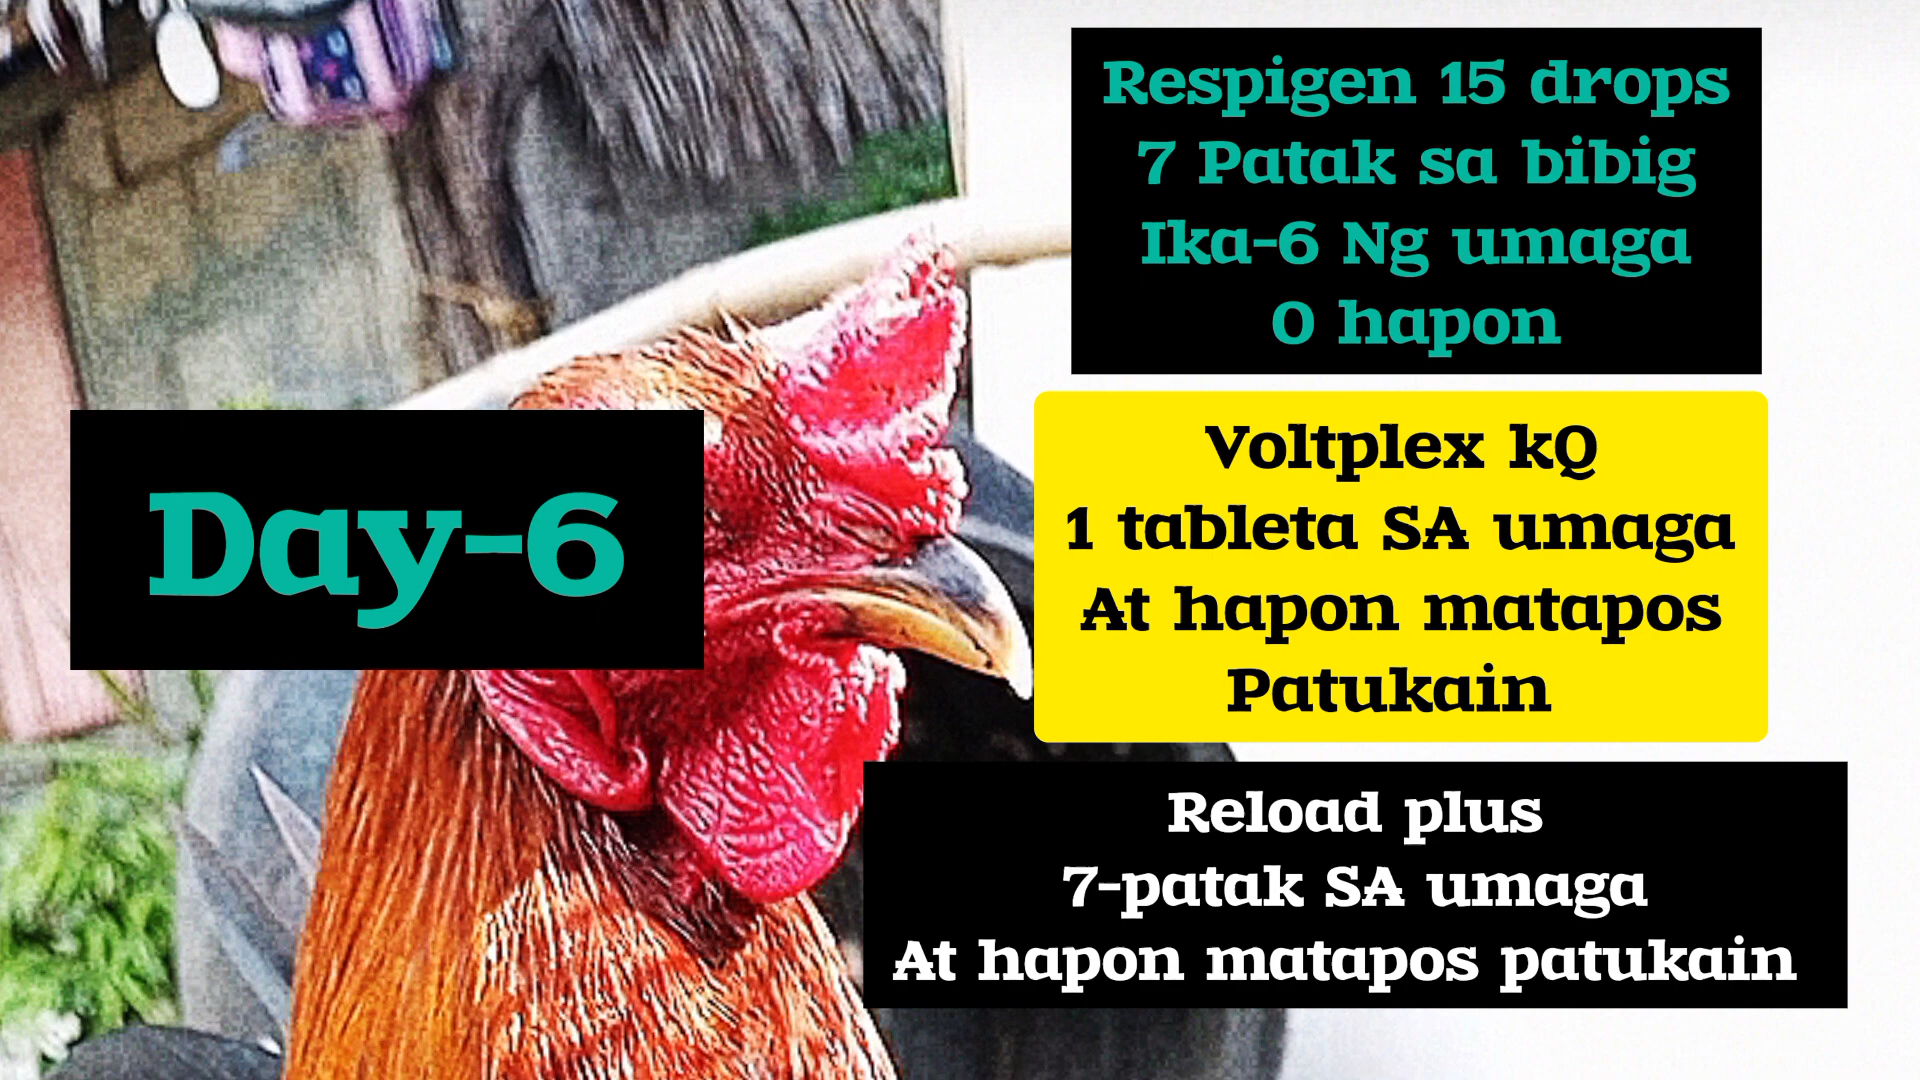 Day-6
Respigen 15 drops
7 Patak sa bibig
Ika-6 Ng umaga
O hapon
Voltplex kQ
1 tableta SA umaga
At hapon matapos
Patukain
Reload plus
7-patak SA umaga
At hapon matapos patukain